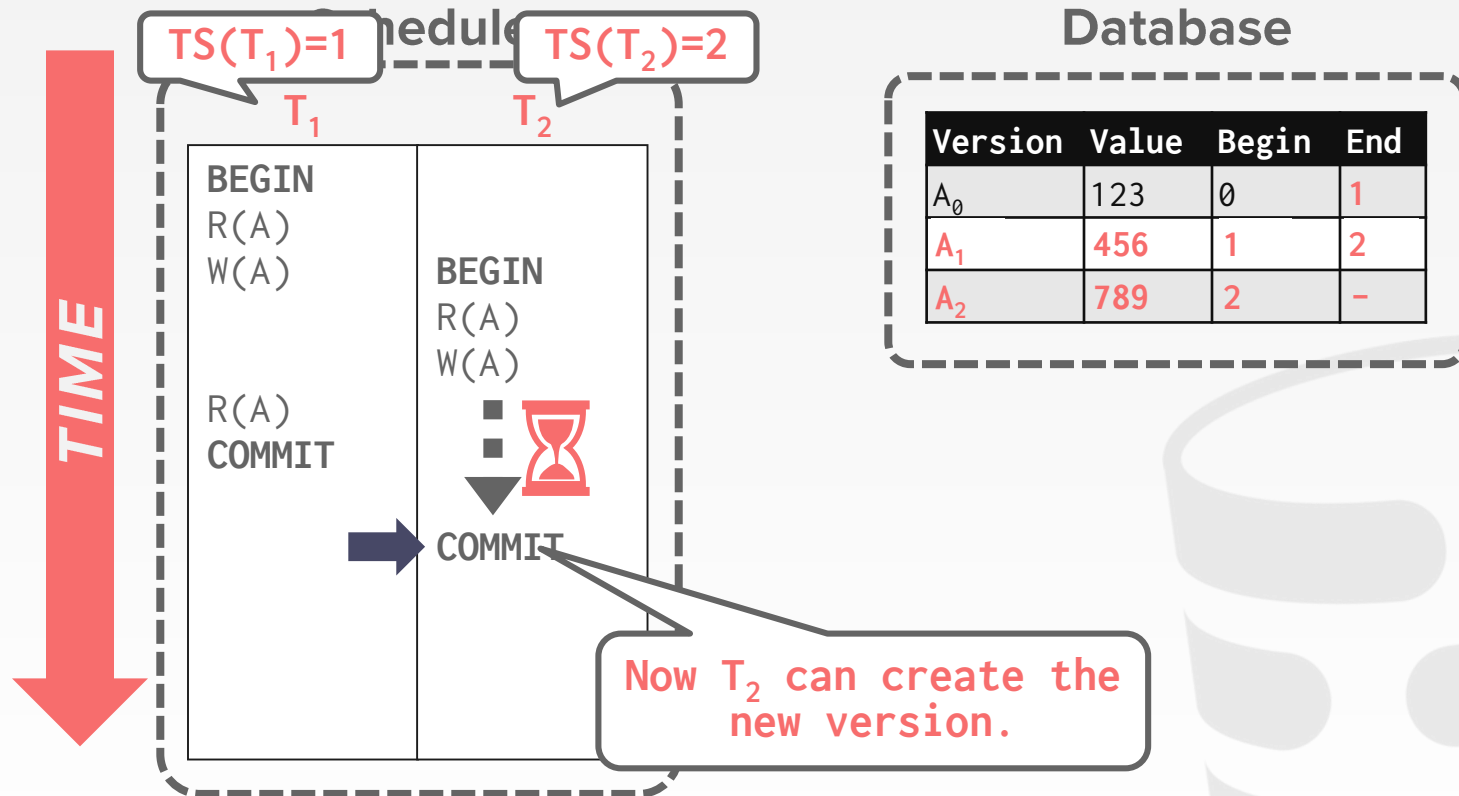 TS(T₁)=1 hedule TS(T₂)=2
T₁ T₂
TIME
BEGIN
R(A)
W(A)
R(A)
COMMIT
BEGIN
R(A)
W(A)
COMMIT
Now T₂ can create the
new version.
Database
Version Value Begin End
A₀ 123 0 1
A₁ 456 1 2
A₂ 789 2 -